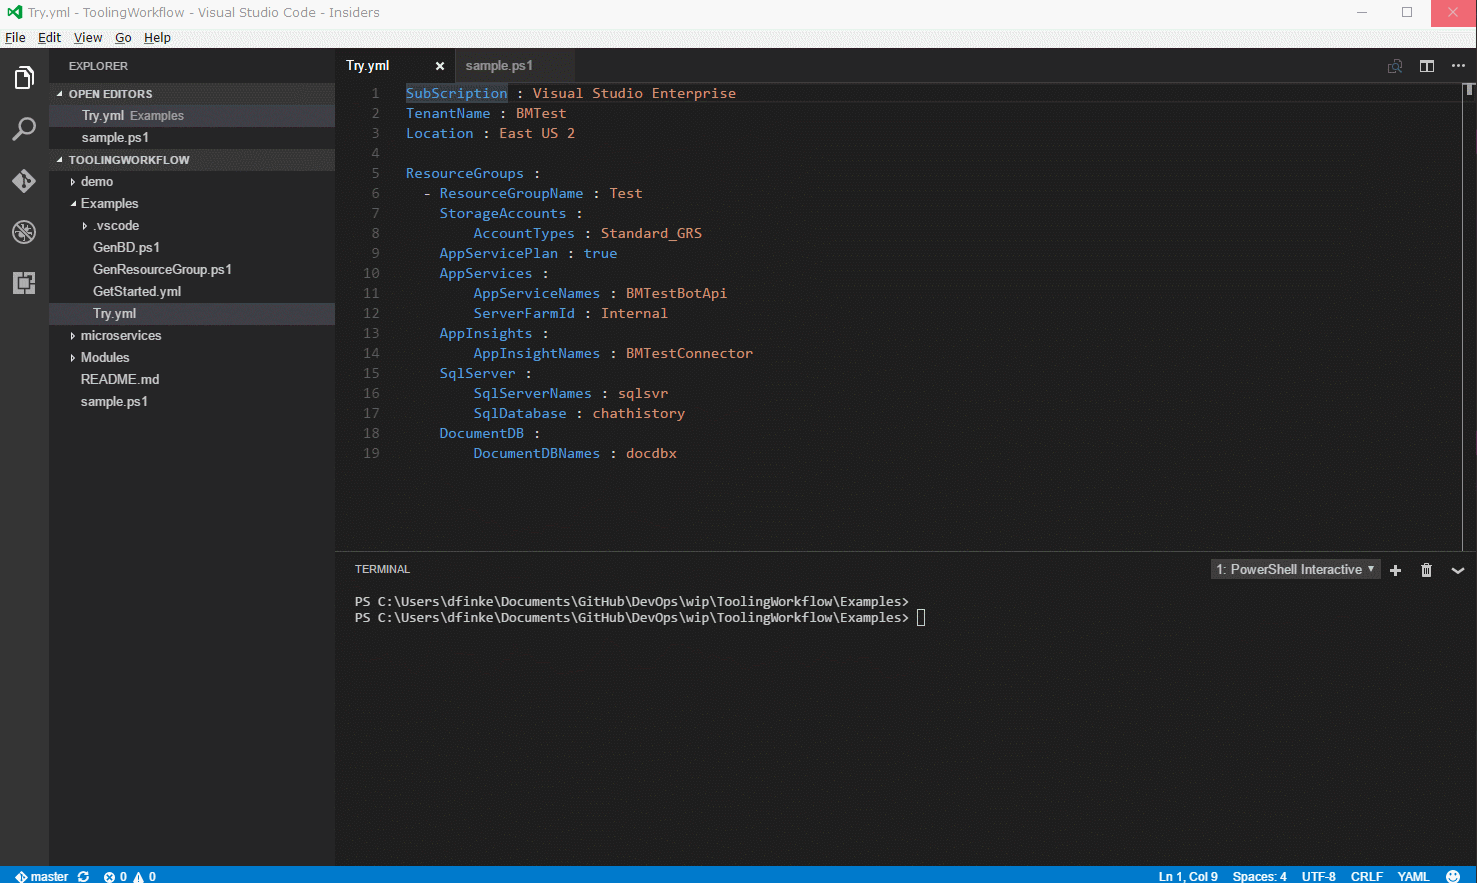 Try.yml - ToolingWorkflow - Visual Studio Code - Insiders
File Edit View Go Help
EXPLORER
OPEN EDITORS
Try.yml Examples
sample.ps1
TOOLINGWORKFLOW
demo
Examples
.vscode
GenBD.ps1
GenResourceGroup.ps1
GetStarted.yml
Try.yml
microservices
Modules
README.md
sample.ps1
Try.yml sample.ps1
1 SubScription : Visual Studio Enterprise
2 TenantName : BMTest
3 Location : East US 2
4
5 ResourceGroups :
6 - ResourceGroupName : Test
7 StorageAccounts :
8 AccountTypes : Standard_GRS
9 AppServicePlan : true
10 AppServices :
11 AppServiceNames : BMTestBotApi
12 ServerFarmId : Internal
13 AppInsights :
14 AppInsightNames : BMTestConnector
15 SqlServer :
16 SqlServerNames : sqlsvr
17 SqlDatabase : chathistory
18 DocumentDB :
19 DocumentDBNames : docdbx
TERMINAL 1: PowerShell Interactive
PS C:\Users\dfinke\Documents\GitHub\DevOps\wip\ToolingWorkflow\Examples>
PS C:\Users\dfinke\Documents\GitHub\DevOps\wip\ToolingWorkflow\Examples>
master 0 0 Ln 1, Col 9 Spaces: 4 UTF-8 CRLF YAML